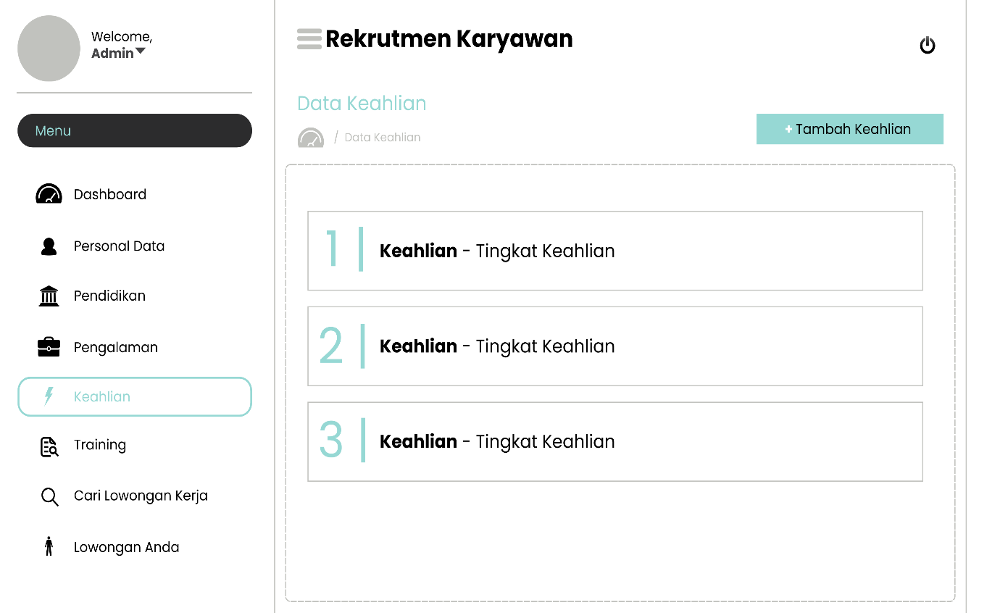 Welcome,
Admin
Menu
Dashboard
Personal Data
Pendidikan
Pengalaman
Keahlian
Training
Cari Lowongan Kerja
Lowongan Anda
Rekrutmen Karyawan
Data Keahlian
/ Data Keahlian
+ Tambah Keahlian
1 Keahlian - Tingkat Keahlian
2 Keahlian - Tingkat Keahlian
3 Keahlian - Tingkat Keahlian